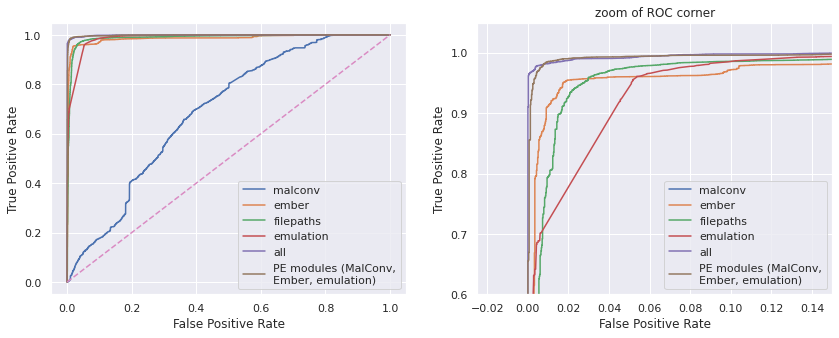 zoom of ROC corner
True Positive Rate
1.0
0.8
0.6
0.4
0.2
0.0
0.0
0.2
0.4
0.6
0.8
1.0
False Positive Rate
malconv
ember
filepaths
emulation
all
PE modules (MalConv,
Ember, emulation)
True Positive Rate
1.0
0.9
0.8
0.7
0.6
−0.02
0.00
0.02
0.04
0.06
0.08
0.10
0.12
0.14
False Positive Rate
malconv
ember
filepaths
emulation
all
PE modules (MalConv,
Ember, emulation)